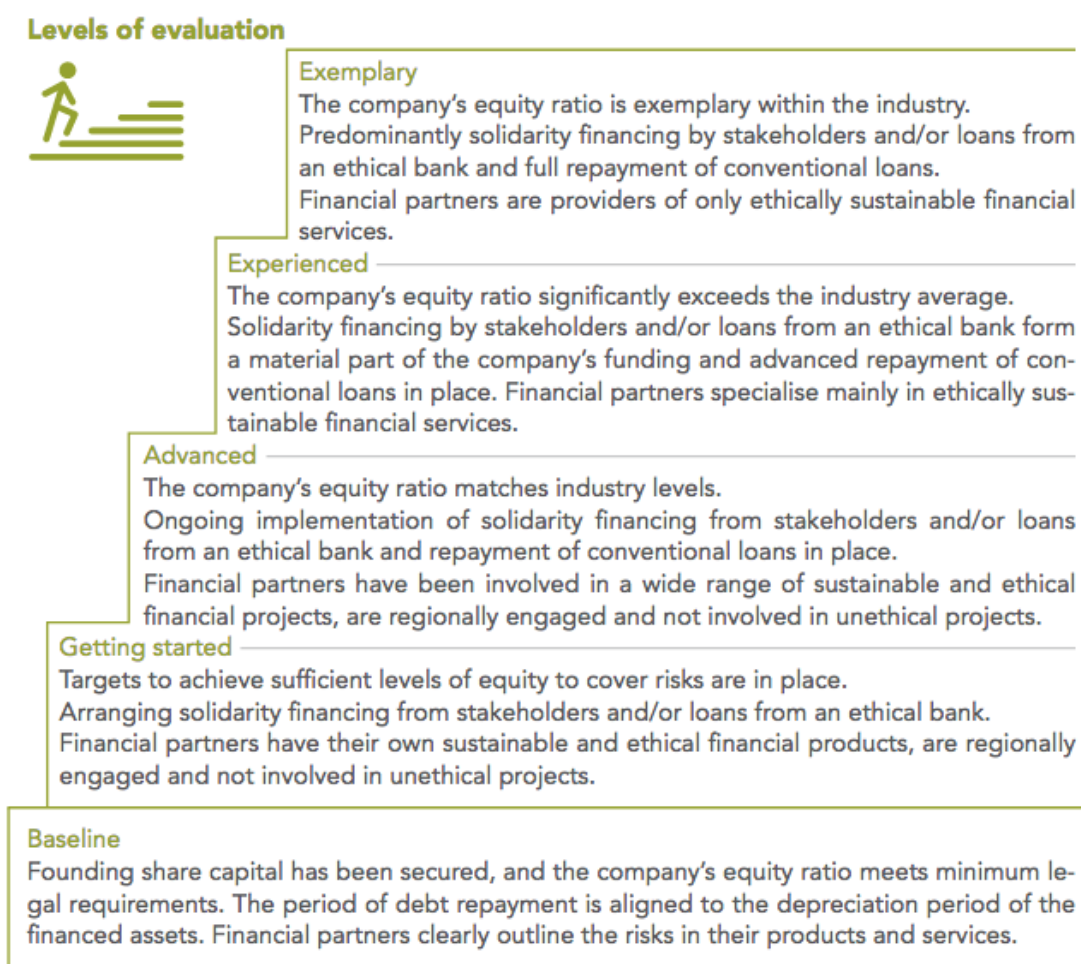 Levels of evaluation
Exemplary
The company's equity ratio is exemplary within the industry.
Predominantly solidarity financing by stakeholders and/or loans from
an ethical bank and full repayment of conventional loans.
Financial partners are providers of only ethically sustainable financial
services.
Experienced
The company's equity ratio significantly exceeds the industry average.
Solidarity financing by stakeholders and/or loans from an ethical bank form
a material part of the company's funding and advanced repayment of con-
ventional loans in place. Financial partners specialise mainly in ethically sus-
tainable financial services.
Advanced
The company's equity ratio matches industry levels.
Ongoing implementation of solidarity financing from stakeholders and/or loans
from an ethical bank and repayment of conventional loans in place.
Financial partners have been involved in a wide range of sustainable and ethical
financial projects, are regionally engaged and not involved in unethical projects.
Getting started
Targets to achieve sufficient levels of equity to cover risks are in place.
Arranging solidarity financing from stakeholders and/or loans from an ethical bank.
Financial partners have their own sustainable and ethical financial products, are regionally
engaged and not involved in unethical projects.
Baseline
Founding share capital has been secured, and the company's equity ratio meets minimum le-
gal requirements. The period of debt repayment is aligned to the depreciation period of the
financed assets. Financial partners clearly outline the risks in their products and services.